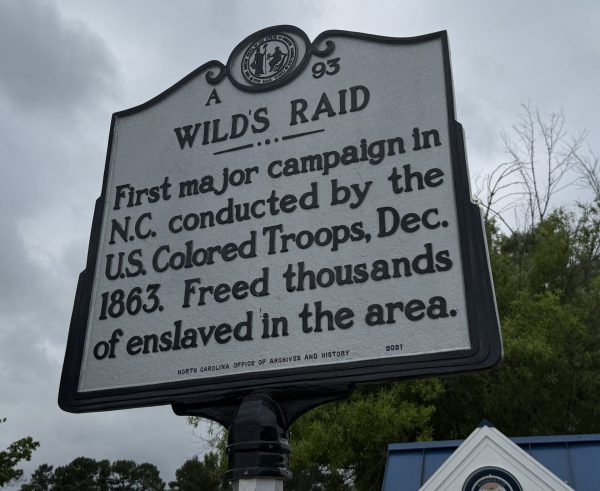 A 93
WILD'S RAID
First major campaign in
N.C. conducted by the
U.S. Colored Troops, Dec.
1863. Freed thousands
of enslaved in the area.
NORTH CAROLINA OFFICE OF ARCHIVES AND HISTORY 2021